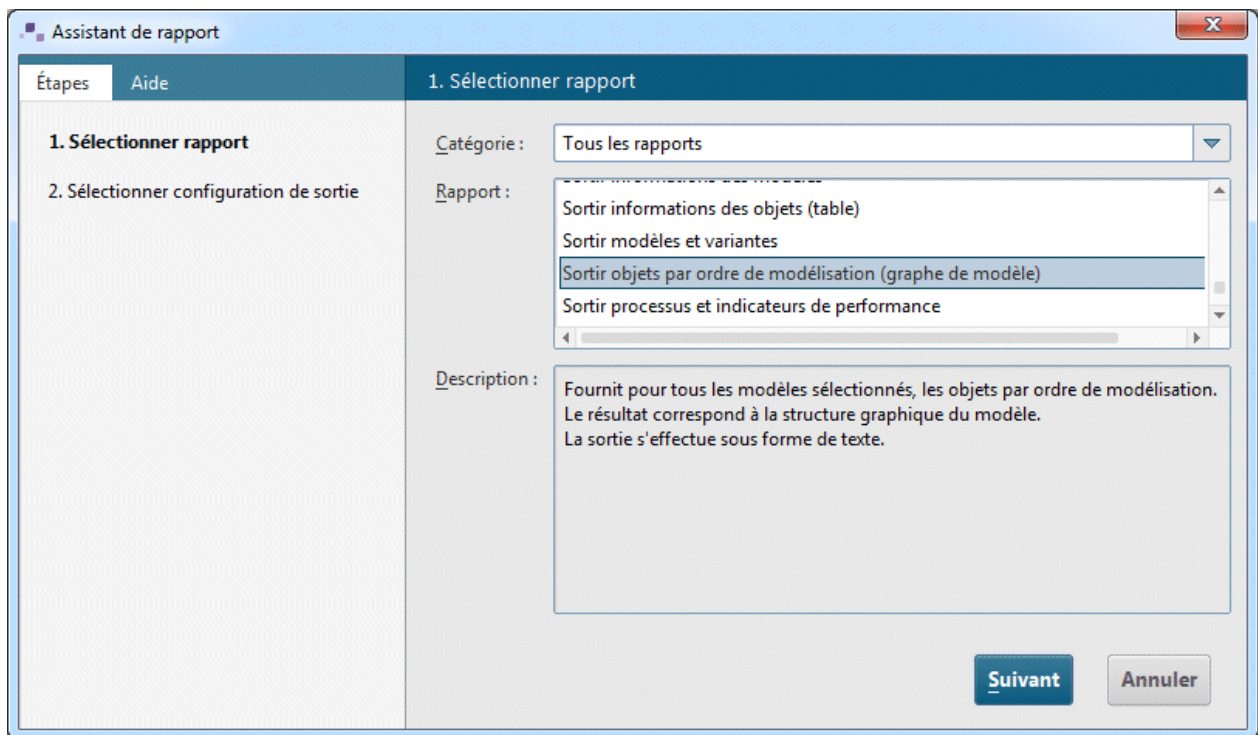 Assistant de rapport
Étapes
Aide
1. Sélectionner rapport
2. Sélectionner configuration de sortie
1. Sélectionner rapport
Catégorie :
Tous les rapports
Rapport :
Sortir informations des objets (table)
Sortir modèles et variantes
Sortir objets par ordre de modélisation (graphe de modèle)
Sortir processus et indicateurs de performance
Description :
Fournit pour tous les modèles sélectionnés, les objets par ordre de modélisation.
Le résultat correspond à la structure graphique du modèle.
La sortie s'effectue sous forme de texte.
Suivant
Annuler